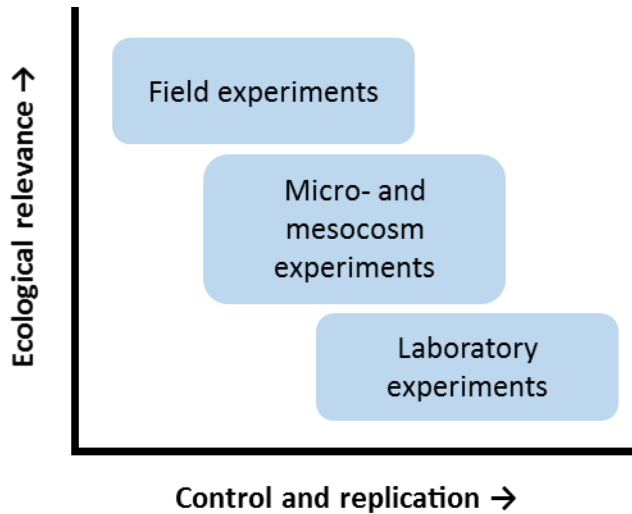 Ecological relevance →
Field experiments
Micro- and
mesocosm
experiments
Laboratory
experiments
Control and replication →